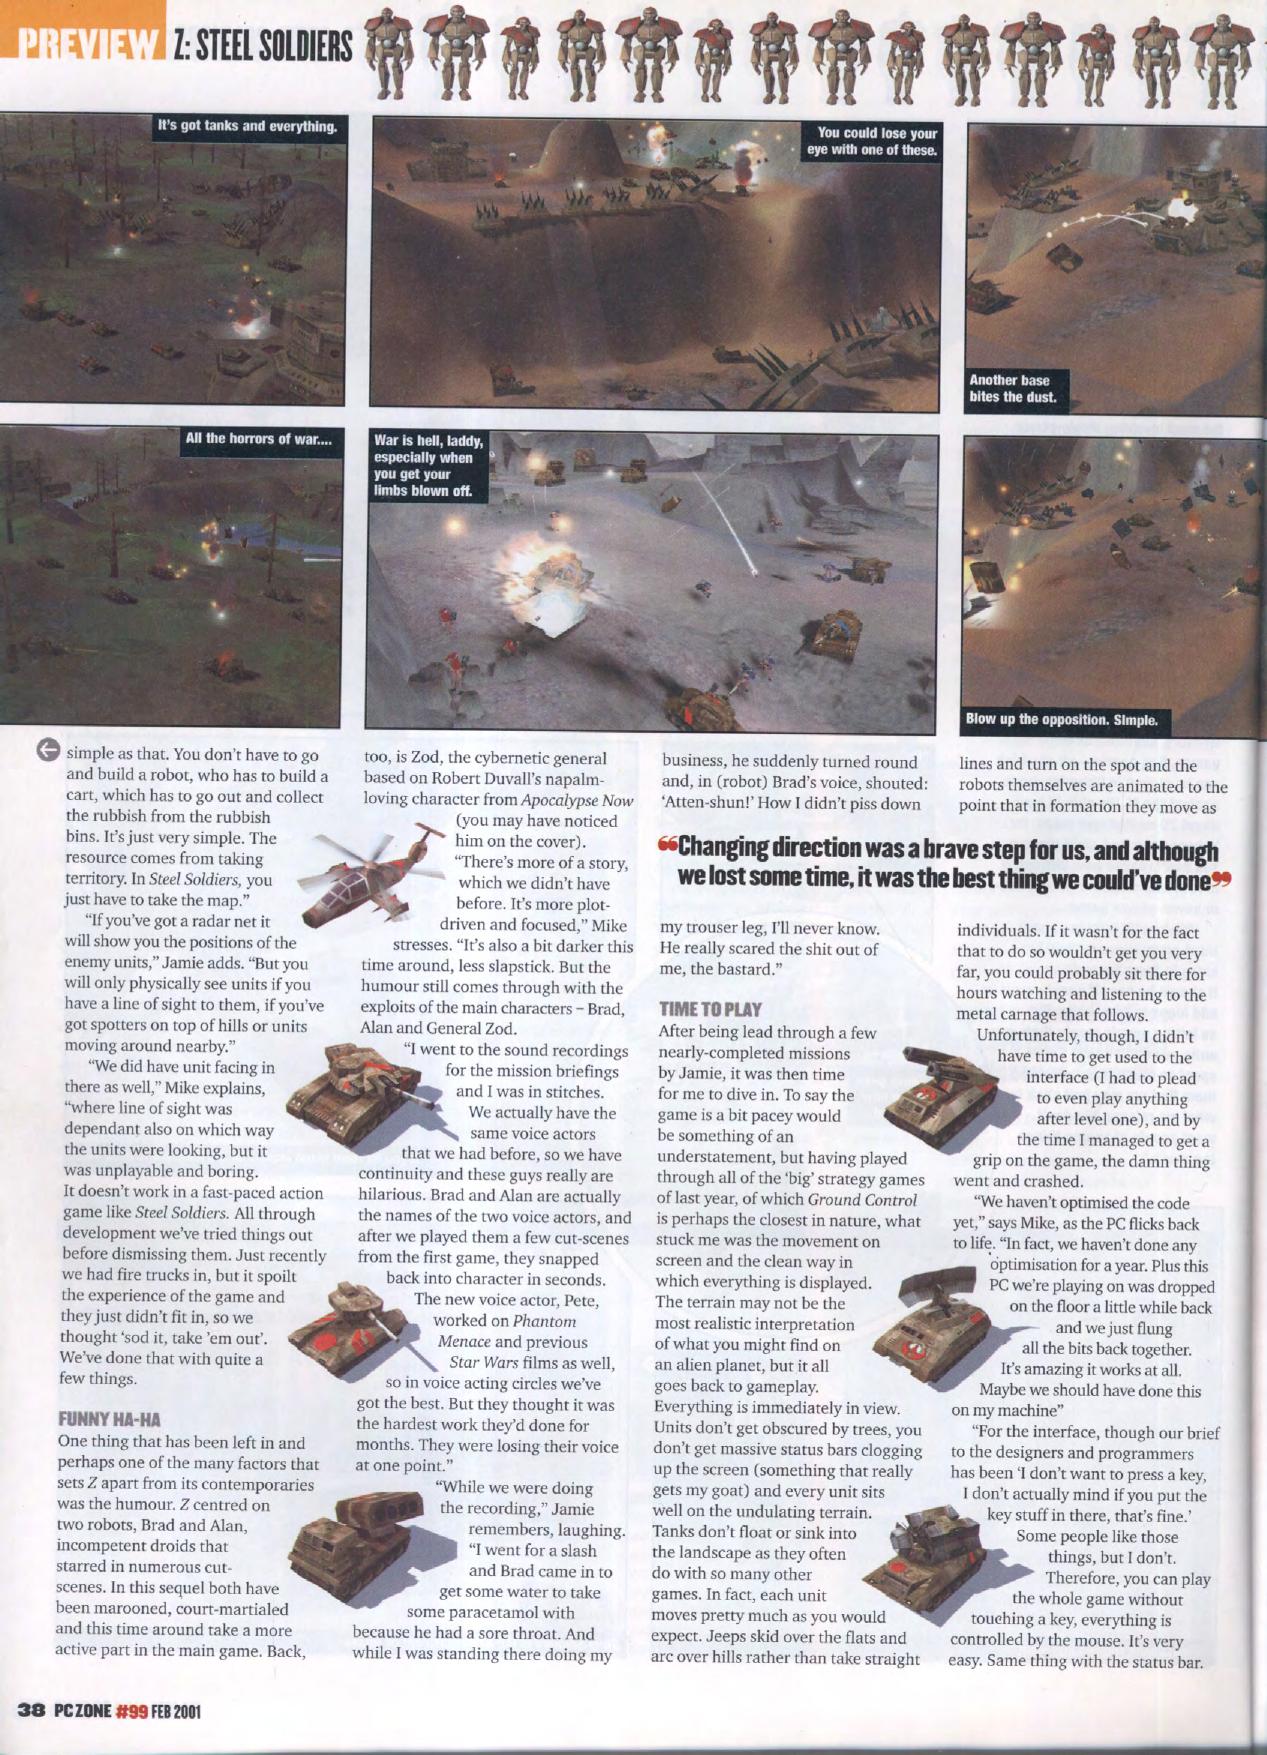 PREVIEW Z: STEEL SOLDIERS
It's got tanks and everything.
You could lose your
eye with one of these.
Another base
bites the dust.
All the horrors of war....
War is hell, laddy,
especially when
you get your
limbs blown off.
Blow up the opposition. Simple.
simple as that. You don't have to go
and build a robot, who has to build a
cart, which has to go out and collect
the rubbish from the rubbish
bins. It's just very simple. The
resource comes from taking
territory. In Steel Soldiers, you
just have to take the map."
"If you've got a radar net it
will show you the positions of the
enemy units," Jamie adds. "But you
will only physically see units if you
have a line of sight to them, if you've
got spotters on top of hills or units
moving around nearby."
"We did have unit facing in
there as well," Mike explains,
"where line of sight was
dependant also on which way
the units were looking, but it
was unplayable and boring.
It doesn't work in a fast-paced action
game like Steel Soldiers. All through
development we've tried things out
before dismissing them. Just recently
we had fire trucks in, but it spoilt
the experience of the game and
they just didn't fit in, so we
thought 'sod it, take 'em out'.
We've done that with quite a
few things.
FUNNY HA-HA
One thing that has been left in and
perhaps one of the many factors that
sets Z apart from its contemporaries
was the humour. Z centred on
two robots, Brad and Alan,
incompetent droids that
starred in numerous cut-
scenes. In this sequel both have
been marooned, court-martialed
and this time around take a more
active part in the main game. Back,
too, is Zod, the cybernetic general
based on Robert Duvall's napalm-
loving character from Apocalypse Now
(you may have noticed
him on the cover).
"There's more of a story,
which we didn't have
before. It's more plot-
driven and focused," Mike
stresses. "It's also a bit darker this
time around, less slapstick. But the
humour still comes through with the
exploits of the main characters – Brad,
Alan and General Zod.
"I went to the sound recordings
for the mission briefings
and I was in stitches.
We actually have the
same voice actors
that we had before, so we have
continuity and these guys really are
hilarious. Brad and Alan are actually
the names of the two voice actors, and
after we played them a few cut-scenes
from the first game, they snapped
back into character in seconds.
The new voice actor, Pete,
worked on Phantom
Menace and previous
Star Wars films as well,
so in voice acting circles we've
got the best. But they thought it was
the hardest work they'd done for
months. They were losing their voice
at one point."
"While we were doing
the recording," Jamie
remembers, laughing.
"I went for a slash
and Brad came in to
get some water to take
some paracetamol with
because he had a sore throat. And
while I was standing there doing my
business, he suddenly turned round
and, in (robot) Brad's voice, shouted:
'Atten-shun!' How I didn't piss down
"Changing direction was a brave step for us, and although
we lost some time, it was the best thing we could've done"
my trouser leg, I'll never know.
He really scared the shit out of
me, the bastard."
TIME TO PLAY
After being lead through a few
nearly-completed missions
by Jamie, it was then time
for me to dive in. To say the
game is a bit pacey would
be something of an
understatement, but having played
through all of the 'big' strategy games
of last year, of which Ground Control
is perhaps the closest in nature, what
stuck me was the movement on
screen and the clean way in
which everything is displayed.
The terrain may not be the
most realistic interpretation
of what you might find on
an alien planet, but it all
goes back to gameplay.
Everything is immediately in view.
Units don't get obscured by trees, you
don't get massive status bars clogging
up the screen (something that really
gets my goat) and every unit sits
well on the undulating terrain.
Tanks don't float or sink into
the landscape as they often
do with so many other
games. In fact, each unit
moves pretty much as you would
expect. Jeeps skid over the flats and
arc over hills rather than take straight
lines and turn on the spot and the
robots themselves are animated to the
point that in formation they move as
individuals. If it wasn't for the fact
that to do so wouldn't get you very
far, you could probably sit there for
hours watching and listening to the
metal carnage that follows.
Unfortunately, though, I didn't
have time to get used to the
interface (I had to plead
to even play anything
after level one), and by
the time I managed to get a
grip on the game, the damn thing
went and crashed.
"We haven't optimised the code
yet," says Mike, as the PC flicks back
to life. "In fact, we haven't done any
optimisation for a year. Plus this
PC we're playing on was dropped
on the floor a little while back
and we just flung
all the bits back together.
It's amazing it works at all.
Maybe we should have done this
on my machine"
"For the interface, though our brief
to the designers and programmers
has been 'I don't want to press a key,
I don't actually mind if you put the
key stuff in there, that's fine.'
Some people like those
things, but I don't.
Therefore, you can play
the whole game without
touching a key, everything is
controlled by the mouse. It's very
easy. Same thing with the status bar.
38 PC ZONE #99 FEB 2001